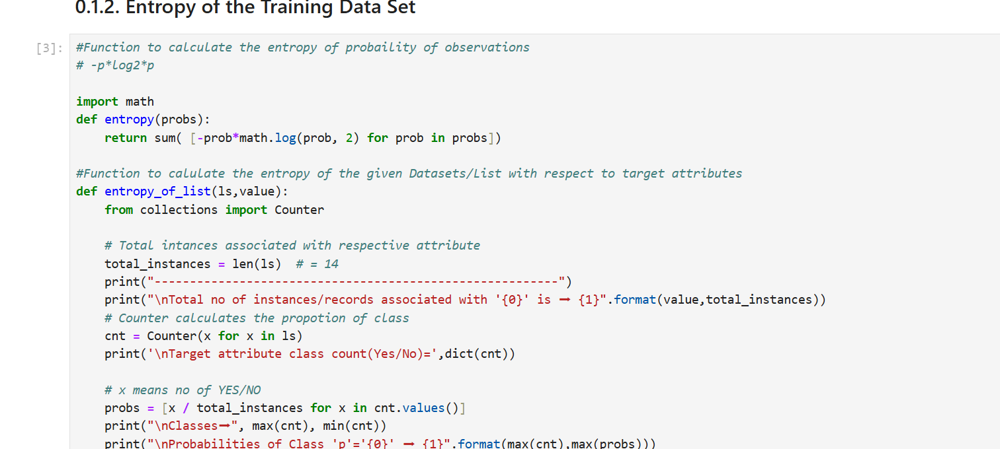 0.1.2. Entropy of the Training Data Set
[3]: #Function to calculate the entropy of probaility of observations
# -p*log2*p
import math
def entropy(probs):
    return sum( [-prob*math.log(prob, 2) for prob in probs])
#Function to calulate the entropy of the given Datasets/List with respect to target attributes
def entropy_of_list(ls,value):
    from collections import Counter
    # Total intances associated with respective attribute
    total_instances = len(ls)  # = 14
    print("---------------------------------------------------------")
    print("\nTotal no of instances/records associated with '{0}' is ➡ {1}".format(value,total_instances))
    # Counter calculates the propotion of class
    cnt = Counter(x for x in ls)
    print('\nTarget attribute class count(Yes/No)=',dict(cnt))
    # x means no of YES/NO
    probs = [x / total_instances for x in cnt.values()]
    print("\nClasses➡", max(cnt), min(cnt))
    print("\nProbabilities of Class 'p'='{0}' ➡ {1}".format(max(cnt),max(probs)))